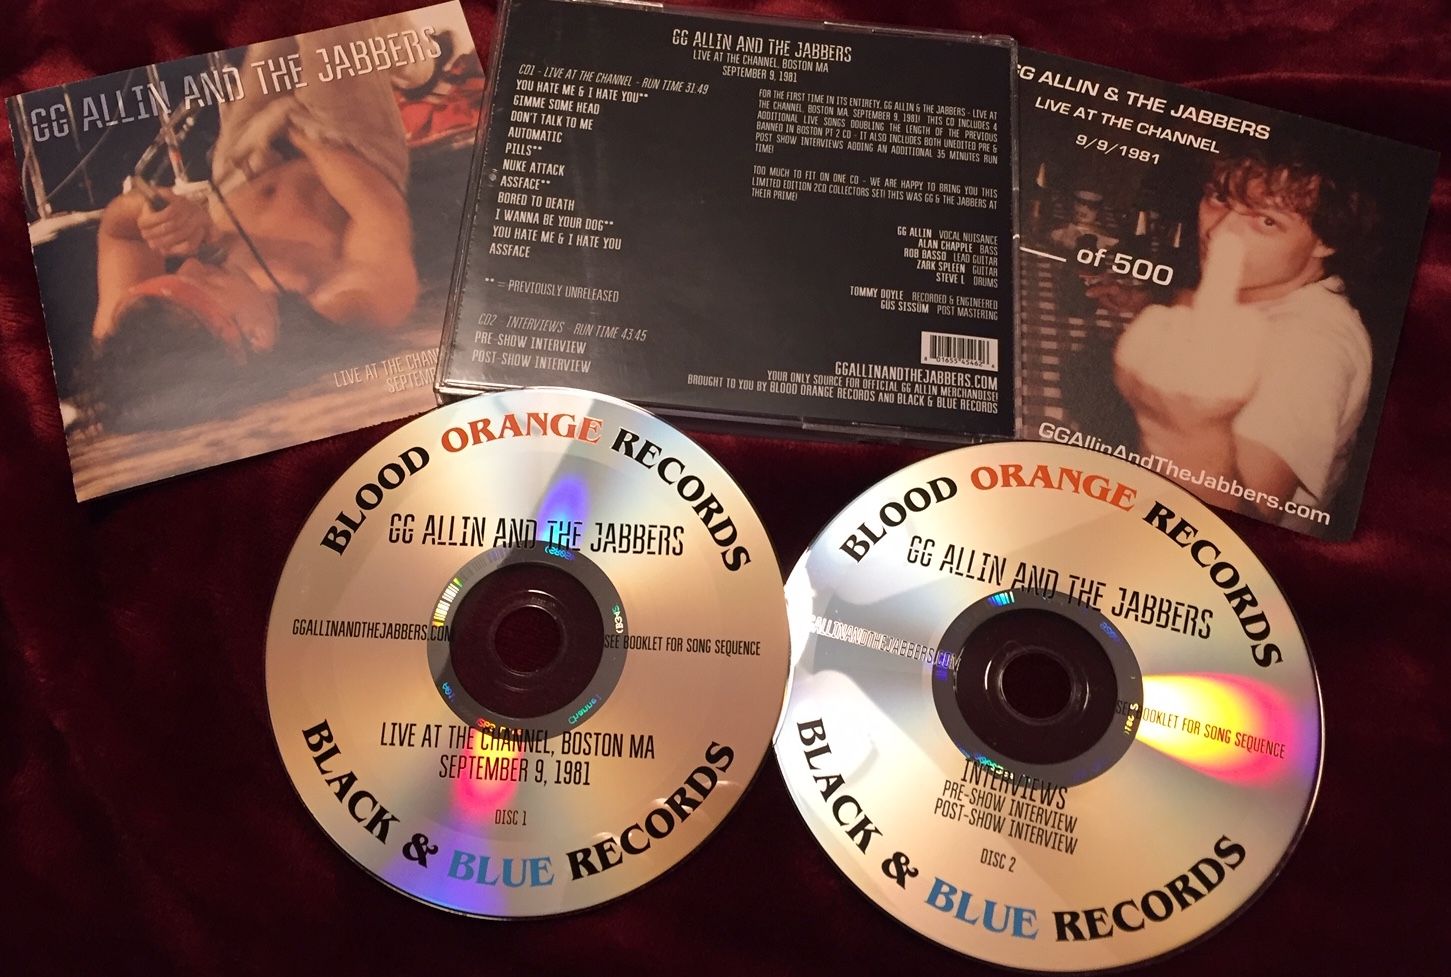 GG ALLIN AND THE JABBERS
LIVE AT THE CHAN
SEPTEMB
GG ALLIN AND THE JABBERS
LIVE AT THE CHANNEL, BOSTON MA
SEPTEMBER 9, 1981
CD1 - LIVE AT THE CHANNEL - RUN TIME 31.49
YOU HATE ME & I HATE YOU**
GIMME SOME HEAD
DON'T TALK TO ME
AUTOMATIC
PILLS**
NUKE ATTACK
ASSFACE**
BORED TO DEATH
I WANNA BE YOUR DOG**
YOU HATE ME & I HATE YOU
ASSFACE
** = PREVIOUSLY UNRELEASED
CD2 - INTERVIEWS - RUN TIME 43.45
PRE-SHOW INTERVIEW
POST-SHOW INTERVIEW
FOR THE FIRST TIME IN ITS ENTIRETY, GG ALLIN & THE JABBERS - LIVE AT
THE CHANNEL, BOSTON MA. SEPTEMBER 9, 1981! THIS CD INCLUDES 4
ADDITIONAL LIVE SONGS DOUBLING THE LENGTH OF THE PREVIOUS
BANNED IN BOSTON PT 2 CD - IT ALSO INCLUDES BOTH UNEDITED PRE &
POST SHOW INTERVIEWS ADDING AN ADDITIONAL 35 MINUTES RUN
TIME!
TOO MUCH TO FIT ON ONE CD - WE ARE HAPPY TO BRING YOU THIS
LIMITED EDITION 2CD COLLECTORS SET! THIS WAS GG & THE JABBERS AT
THEIR PRIME!
GG ALLIN VOCAL NUISANCE
ALAN CHAPPLE BASS
ROB BASSO LEAD GUITAR
ZARK SPLEEN GUITAR
STEVE L DRUMS
TOMMY DOYLE RECORDED & ENGINEERED
GUS SISSUM POST MASTERING
8 01655 45462
GGALLINANDTHEJABBERS.COM
YOUR ONLY SOURCE FOR OFFICIAL GG ALLIN MERCHANDISE!
BROUGHT TO YOU BY BLOOD ORANGE RECORDS AND BLACK & BLUE RECORDS
GG ALLIN & THE JABBERS
LIVE AT THE CHANNEL
9/9/1981
of 500
GGAllinAndTheJabbers.com
BLOOD ORANGE RECORDS
GG ALLIN AND THE JABBERS
GGALLINANDTHEJABBERS.COM
SEE BOOKLET FOR SONG SEQUENCE
LIVE AT THE CHANNEL, BOSTON MA
SEPTEMBER 9, 1981
DISC 1
BLACK & BLUE RECORDS
BLOOD ORANGE RECORDS
GG ALLIN AND THE JABBERS
GALLINANDTHEJABBERS.COM
SEE BOOKLET FOR SONG SEQUENCE
INTERVIEWS
PRE-SHOW INTERVIEW
POST-SHOW INTERVIEW
DISC 2
BLACK & BLUE RECORDS